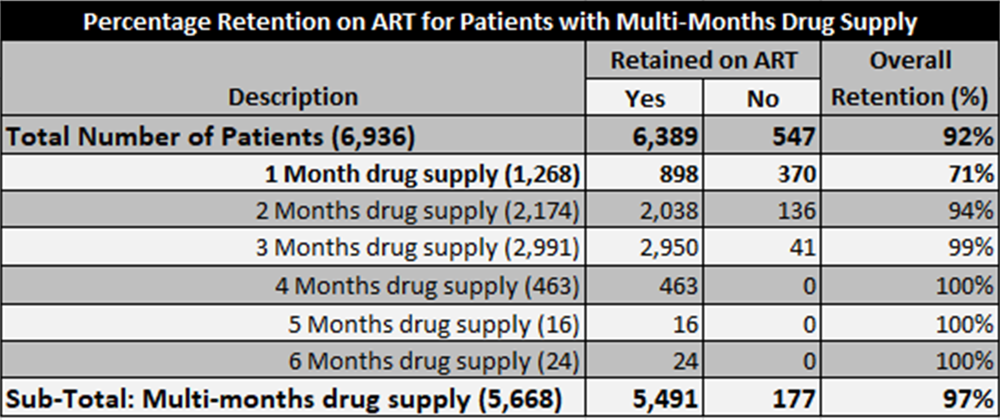 Percentage Retention on ART for Patients with Multi-Months Drug Supply
Description
Retained on ART
Yes No
Overall
Retention (%)
Total Number of Patients (6,936) 6,389 547 92%
1 Month drug supply (1,268) 898 370 71%
2 Months drug supply (2,174) 2,038 136 94%
3 Months drug supply (2,991) 2,950 41 99%
4 Months drug supply (463) 463 0 100%
5 Months drug supply (16) 16 0 100%
6 Months drug supply (24) 24 0 100%
Sub-Total: Multi-months drug supply (5,668) 5,491 177 97%